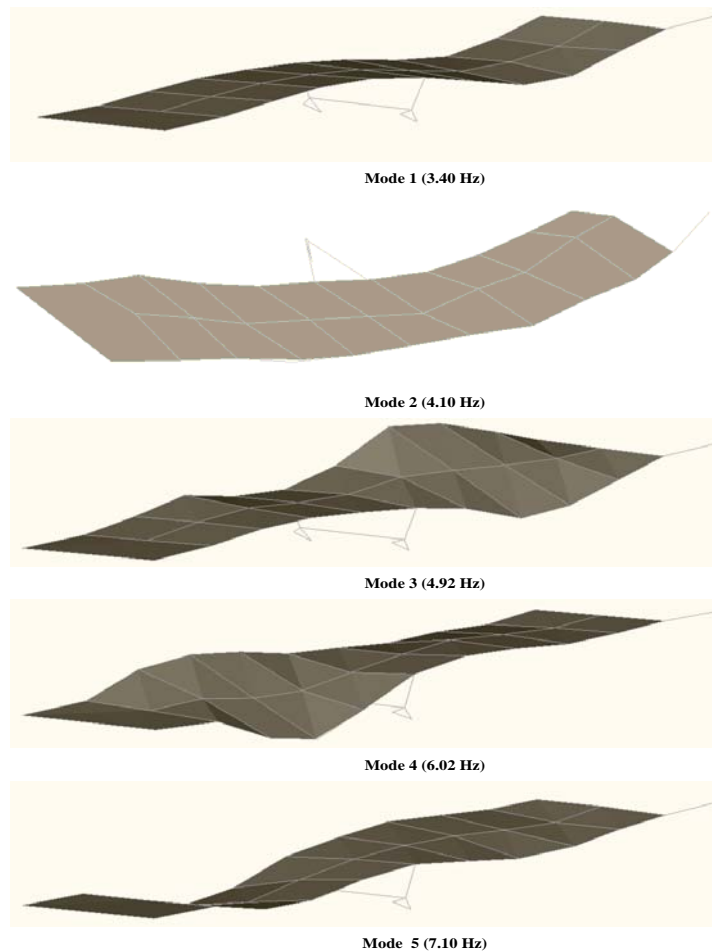 Mode 1 (3.40 Hz)
Mode 2 (4.10 Hz)
Mode 3 (4.92 Hz)
Mode 4 (6.02 Hz)
Mode 5 (7.10 Hz)